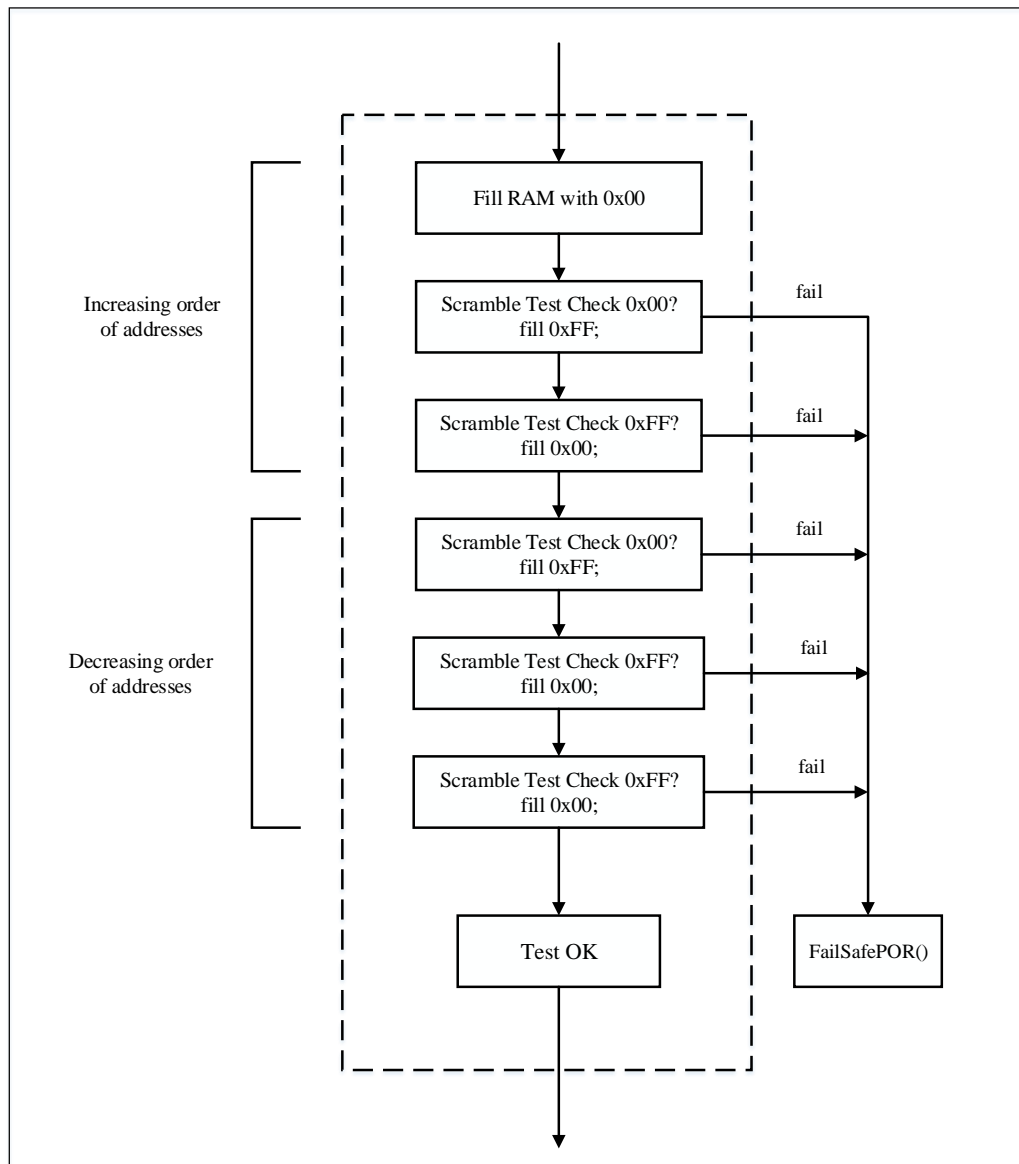 Fill RAM with 0x00
Increasing order
of addresses
Scramble Test Check 0x00?
fill 0xFF;
fail
Scramble Test Check 0xFF?
fill 0x00;
fail
Scramble Test Check 0x00?
fill 0xFF;
fail
Decreasing order
of addresses
Scramble Test Check 0xFF?
fill 0x00;
fail
Scramble Test Check 0xFF?
fill 0x00;
fail
Test OK
FailSafePOR()